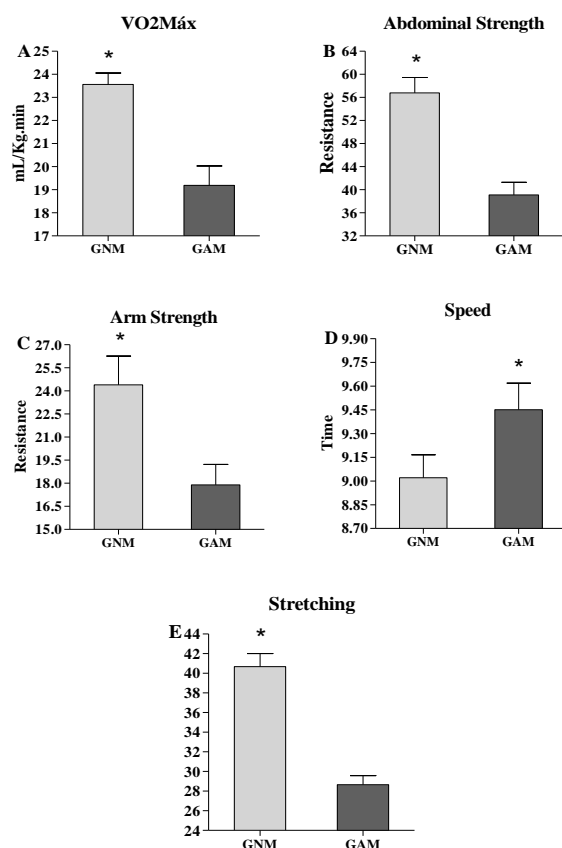 VO2Máx
A
*
25
24
23
22
21
20
19
18
17
mL/Kg.min
GNM
GAM
Abdominal Strength
B
*
64
60
56
52
48
44
40
36
32
Resistance
GNM
GAM
Arm Strength
C
*
27.0
25.5
24.0
22.5
21.0
19.5
18.0
16.5
15.0
Resistance
GNM
GAM
Speed
D
*
9.90
9.75
9.60
9.45
9.30
9.15
9.00
8.85
8.70
Time
GNM
GAM
Stretching
E
*
44
42
40
38
36
34
32
30
28
26
24
GNM
GAM